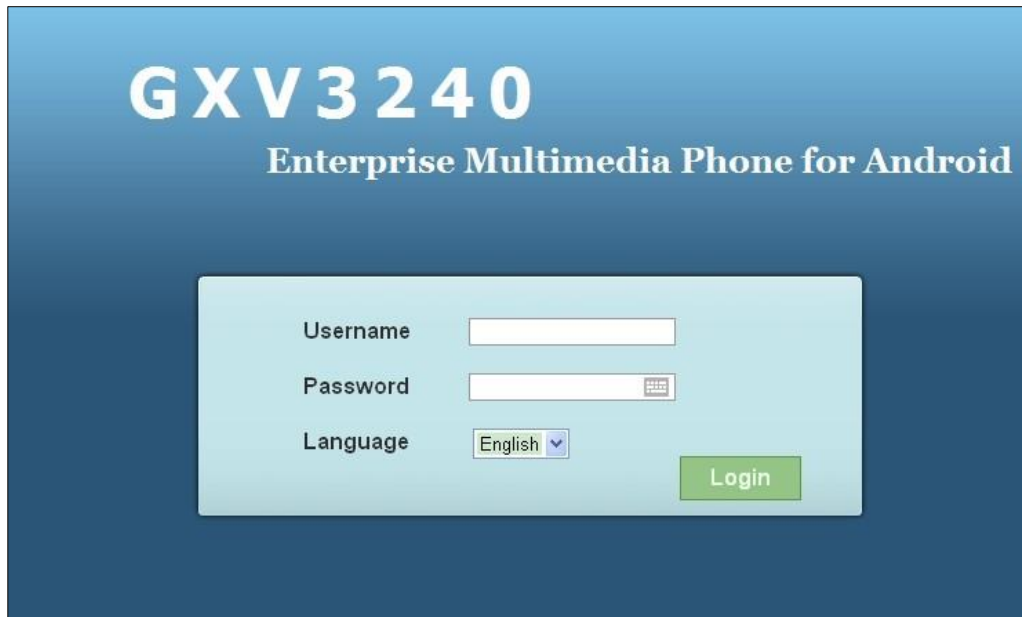 GXV3240
Enterprise Multimedia Phone for Android
Username
Password
Language English
Login